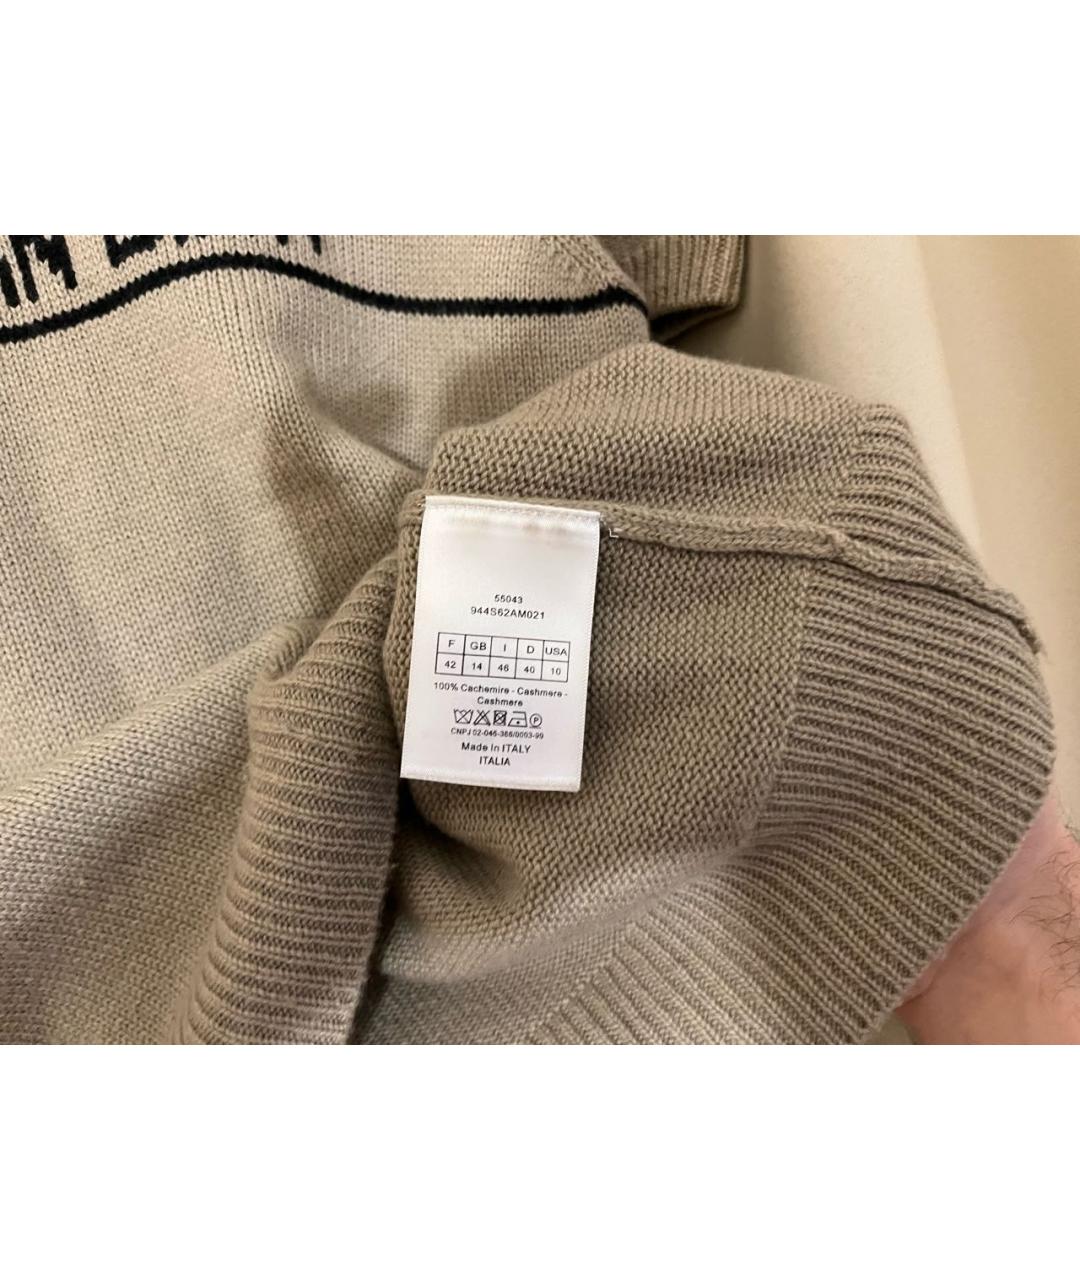 55043
944S62AM021
F GB I D USA
42 14 46 40 10
100% Cachemire - Cashmere -
Cashmere
CNPJ 02-046-386/0003-99
Made in ITALY
ITALIA